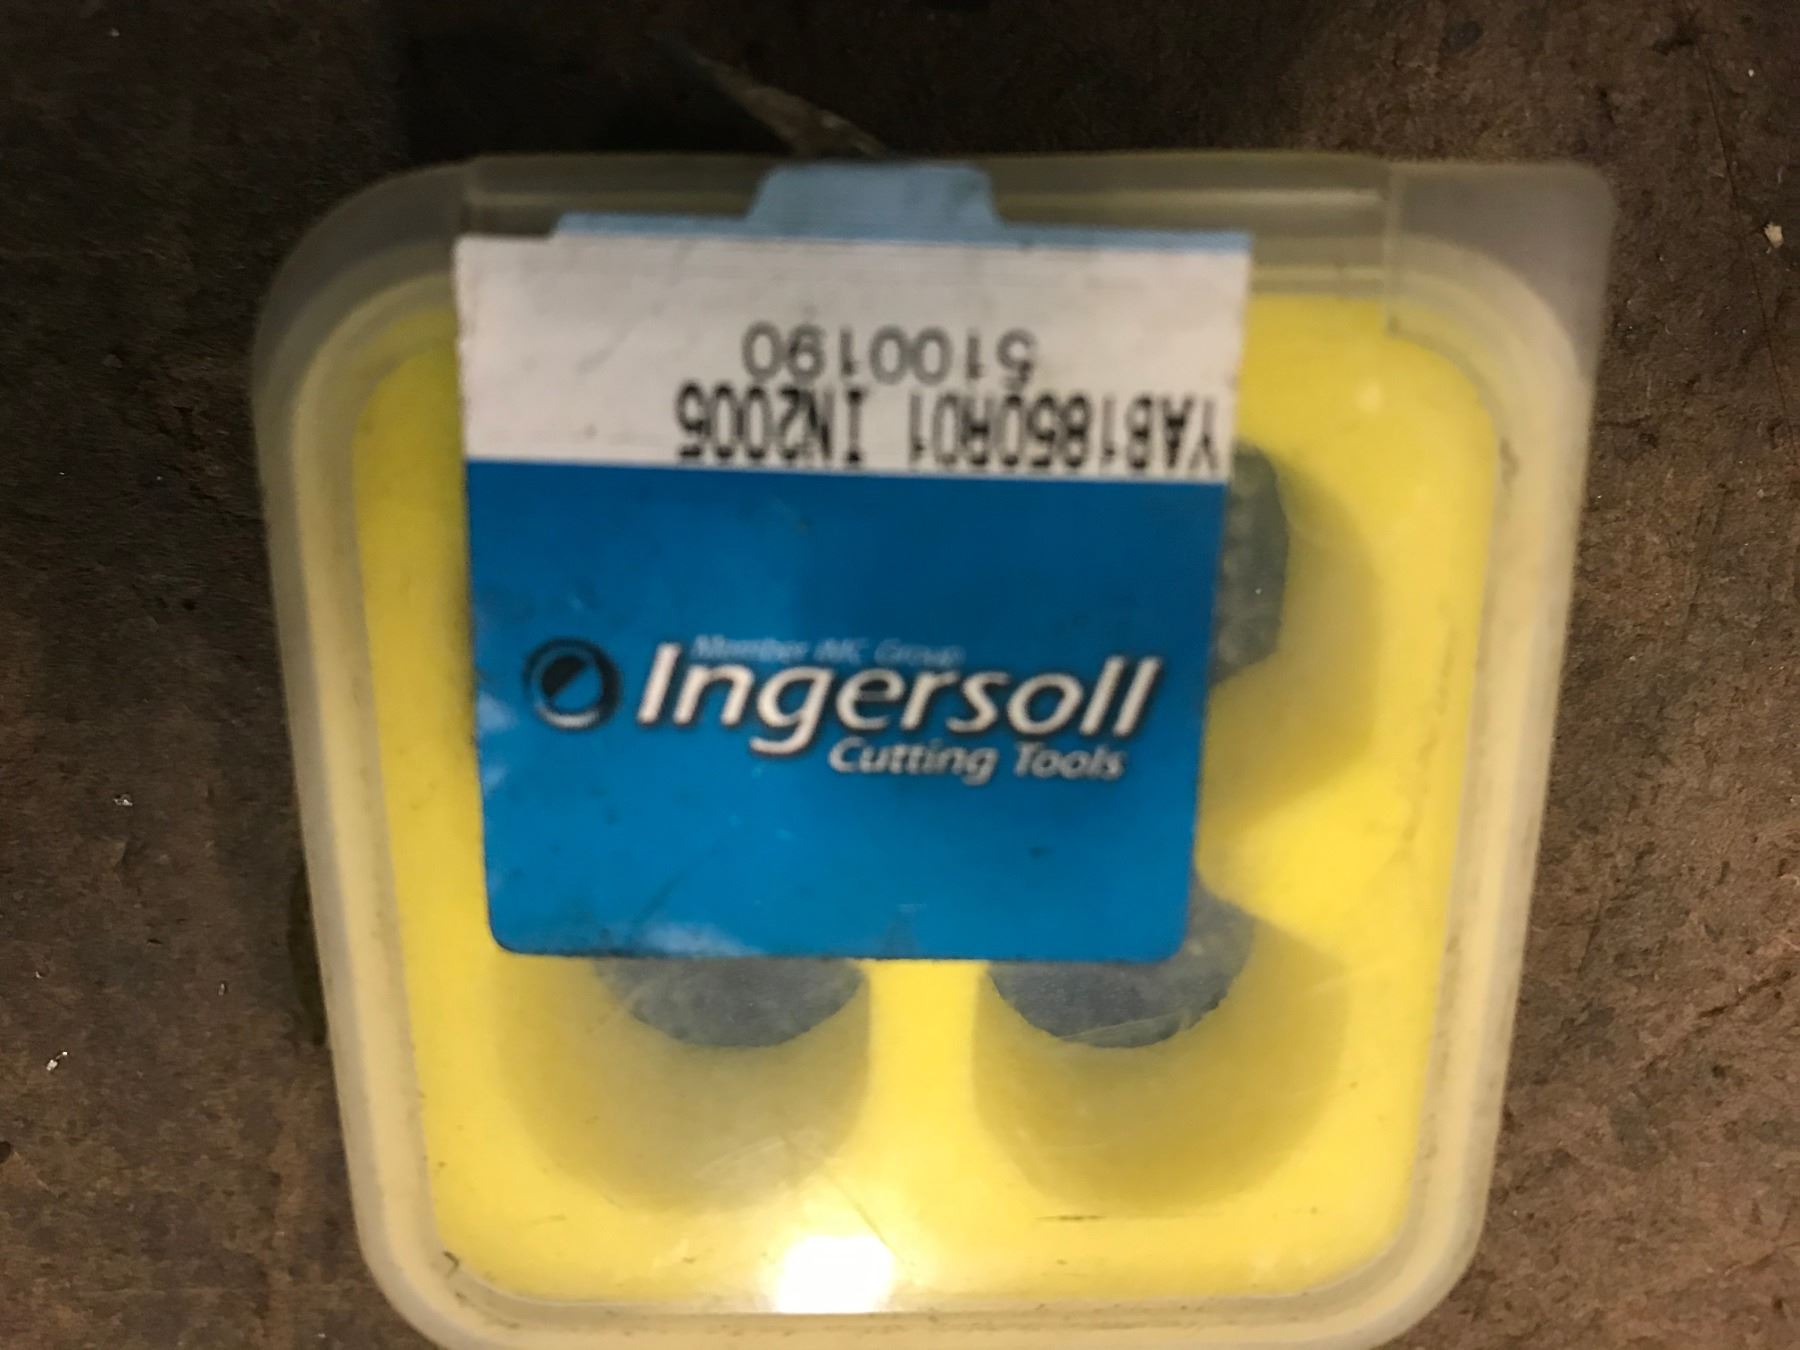 YAB1850R01 IN2005
5100190
Member IMC Group
Ingersoll
Cutting Tools